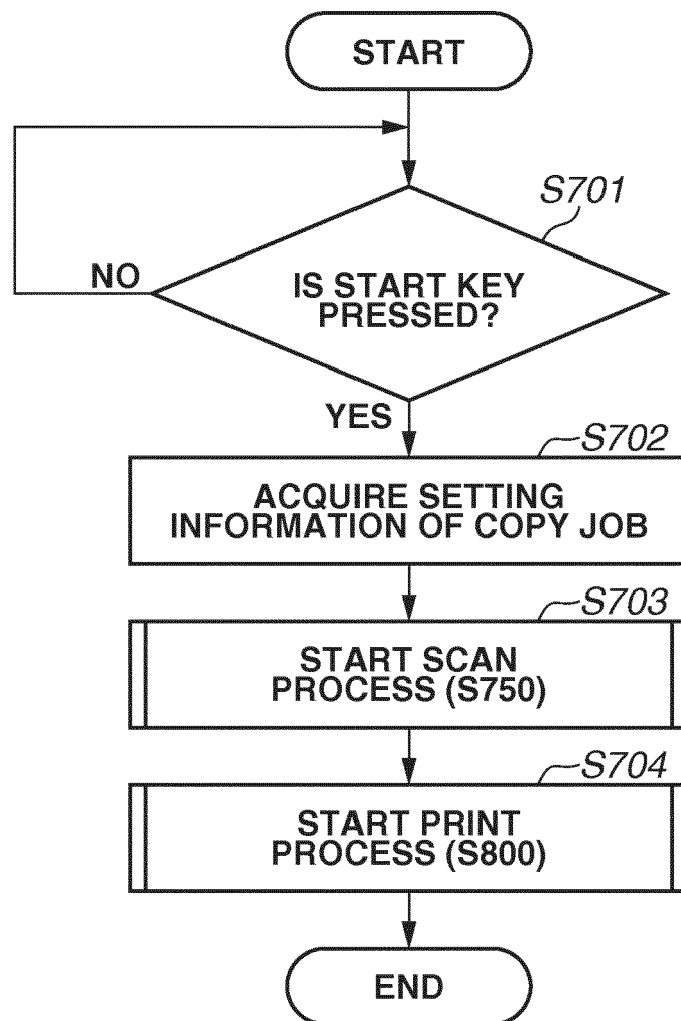 START
S701
IS START KEY
PRESSED?
NO
YES
S702
ACQUIRE SETTING
INFORMATION OF COPY JOB
S703
START SCAN
PROCESS (S750)
S704
START PRINT
PROCESS (S800)
END